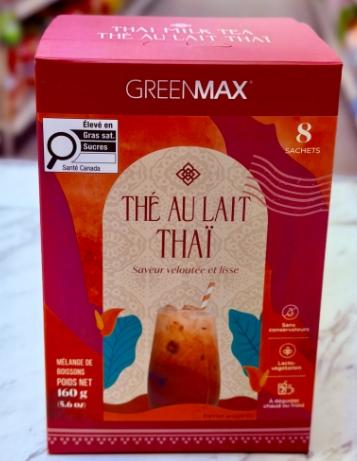 THAI MILK TEA
THÉ AU LAIT THAÏ
GREENMAX®
Élevé en
Gras sat.
Sucres
Santé Canada
8
SACHETS
THÉ AU LAIT
THAÏ
Saveur veloutée et lisse
Sans
conservateurs
Lacto-
végétarien
À déguster
chaud ou froid
MÉLANGE DE
BOISSONS
POIDS NET
160 g
(5.6 oz)